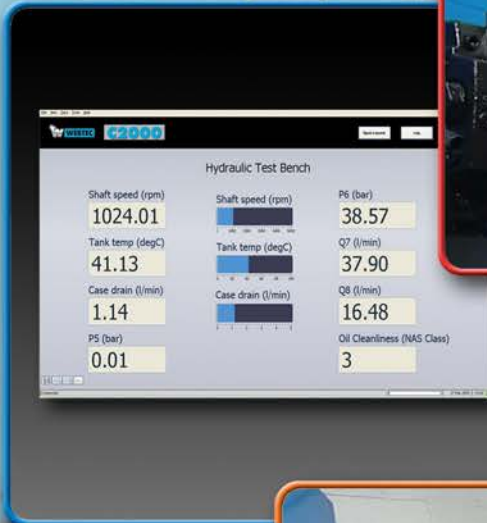 WEBTEC C2000
Hydraulic Test Bench
Shaft speed (rpm)
1024.01
Tank temp (degC)
41.13
Case drain (l/min)
1.14
P5 (bar)
0.01
Shaft speed (rpm)
Tank temp (degC)
Case drain (l/min)
P6 (bar)
38.57
Q7 (l/min)
37.90
Q8 (l/min)
16.48
Oil Cleanliness (NAS Class)
3